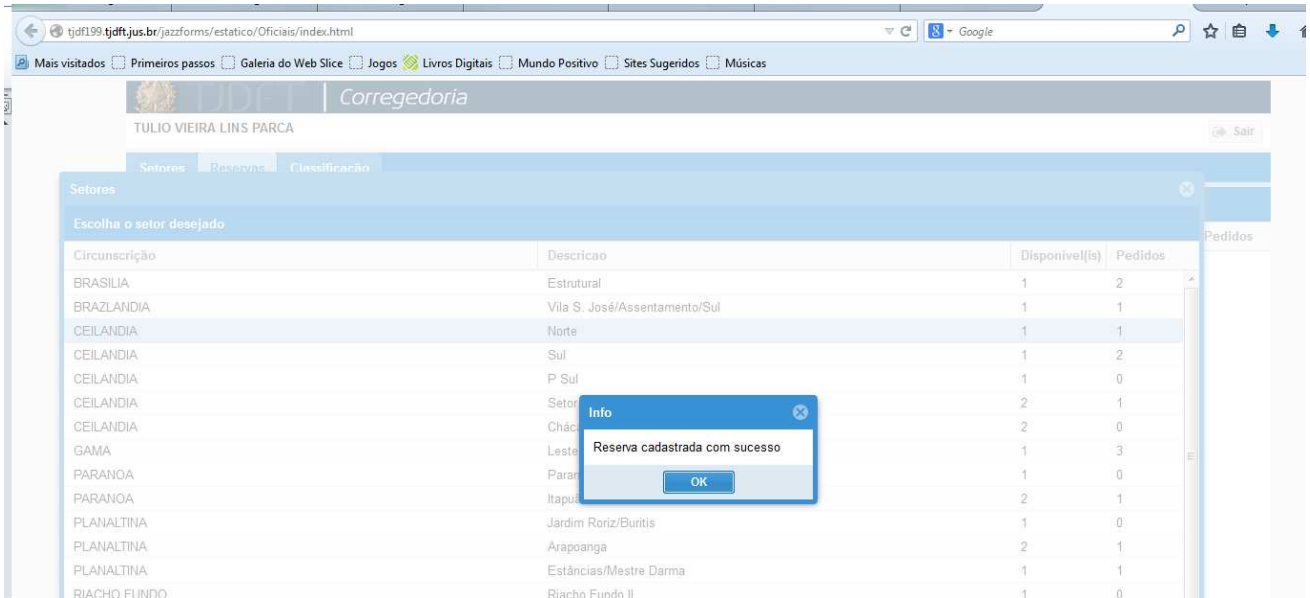 tjdf199.tjdft.jus.br/jazzforms/estatico/Oficiais/index.html
8 - Google
Mais visitados Primeiros passos Galeria do Web Slice Jogos Livros Digitais Mundo Positivo Sites Sugeridos Músicas
TJDFT | Corregedoria
TULIO VIEIRA LINS PARCA Sair
Setores Reservas Classificação
Setores
Escolha o setor desejado
Pedidos
Circunscrição Descricao Disponível(is) Pedidos
BRASILIA Estrutural 1 2
BRAZLANDIA Vila S. José/Assentamento/Sul 1 1
CEILANDIA Norte 1 1
CEILANDIA Sul 1 2
CEILANDIA P Sul 1 0
CEILANDIA Setor 2 1
CEILANDIA 2 0
GAMA Leste 1 3
PARANOA 1 0
PARANOA 2 1
PLANALTINA Jardim Roriz/Buritis 1 0
PLANALTINA Arapoanga 2 1
PLANALTINA Estâncias/Mestre Darma 1 1
RIACHO FUNDO Riacho Fundo II 1 0
Info
Reserva cadastrada com sucesso
OK